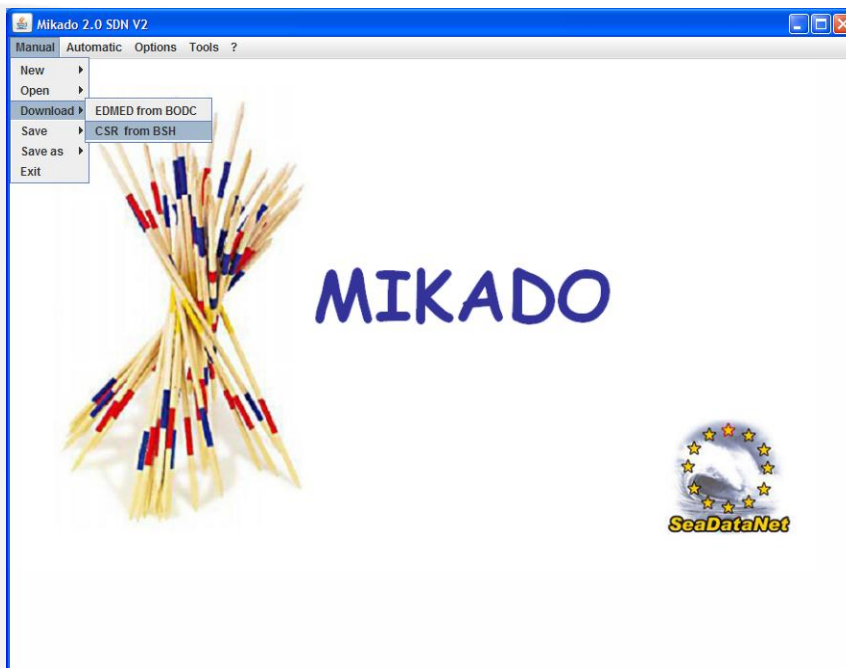 Mikado 2.0 SDN V2
Manual Automatic Options Tools ?
New
Open
Download EDMED from BODC
Save CSR from BSH
Save as
Exit
MIKADO
SeaDataNet